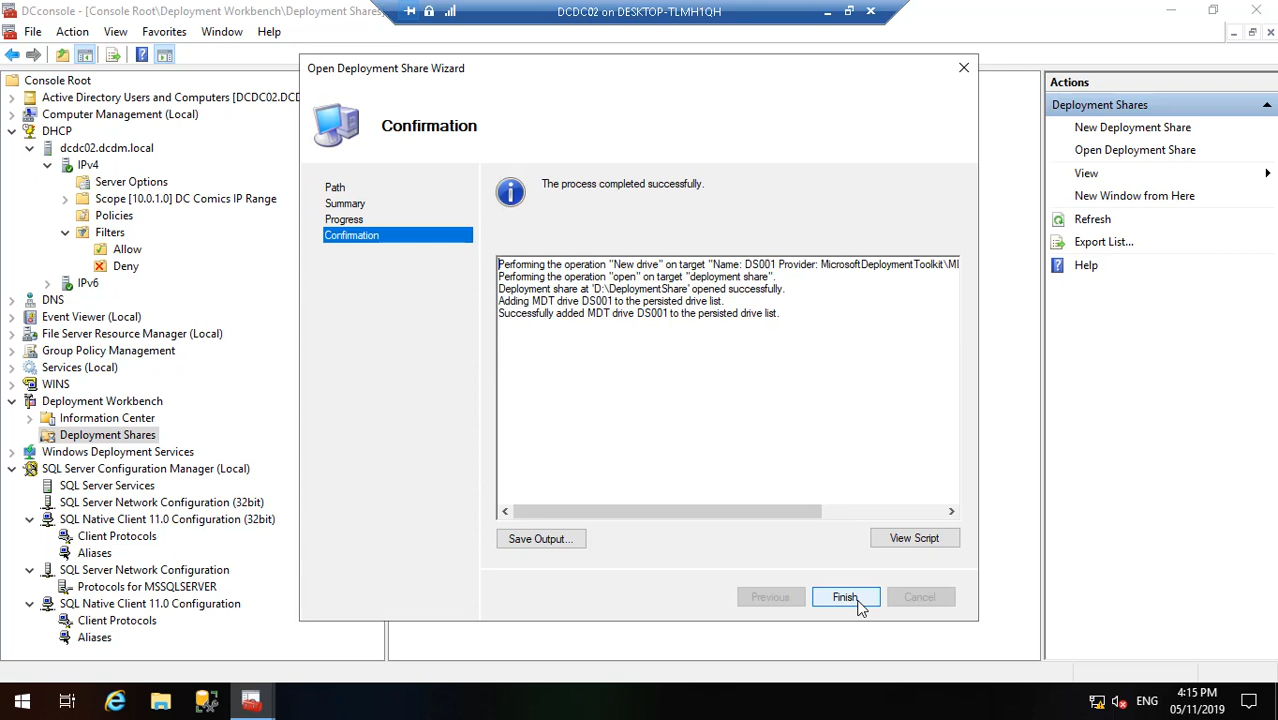 DCconsole - [Console Root\Deployment Workbench\Deployment Shares]
DCDC02 on DESKTOP-TLMH1QH
File Action View Favorites Window Help
Console Root
Active Directory Users and Computers [DCDC02.DCD
Computer Management (Local)
DHCP
dcdc02.dcdm.local
IPv4
Server Options
Scope [10.0.1.0] DC Comics IP Range
Policies
Filters
Allow
Deny
IPv6
DNS
Event Viewer (Local)
File Server Resource Manager (Local)
Group Policy Management
Services (Local)
WINS
Deployment Workbench
Information Center
Deployment Shares
Windows Deployment Services
SQL Server Configuration Manager (Local)
SQL Server Services
SQL Server Network Configuration (32bit)
SQL Native Client 11.0 Configuration (32bit)
Client Protocols
Aliases
SQL Server Network Configuration
Protocols for MSSQLSERVER
SQL Native Client 11.0 Configuration
Client Protocols
Aliases
Open Deployment Share Wizard
Confirmation
Path
Summary
Progress
Confirmation
The process completed successfully.
Performing the operation "New drive" on target "Name: DS001 Provider: MicrosoftDeploymentToolkit\M
Performing the operation "open" on target "deployment share".
Deployment share at 'D:\DeploymentShare' opened successfully.
Adding MDT drive DS001 to the persisted drive list.
Successfully added MDT drive DS001 to the persisted drive list.
Save Output...
View Script
Previous
Finish
Cancel
Actions
Deployment Shares
New Deployment Share
Open Deployment Share
View
New Window from Here
Refresh
Export List...
Help
ENG
4:15 PM
05/11/2019